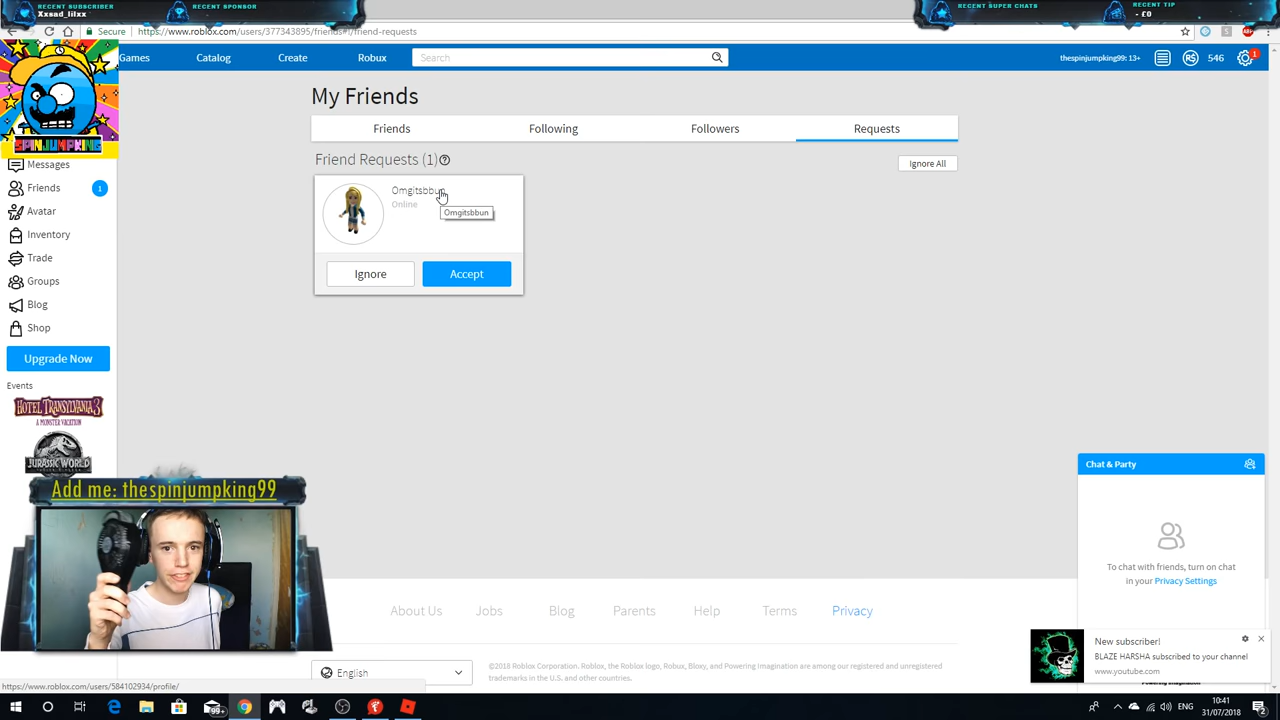 RECENT SUBSCRIBER
Xxsad_lilxx
RECENT SPONSOR
RECENT SUPER CHATS
RECENT TIP
- £0
Secure
https://www.roblox.com/users/377343895/friends#!/friend-requests
Games
Catalog
Create
Robux
Search
thespinjumpking99: 13+
546
1
SPINJUMPKING
My Friends
Friends
Following
Followers
Requests
Friend Requests (1)
Ignore All
Omgitsbbun
Online
Omgitsbbun
Ignore
Accept
Messages
Friends
1
Avatar
Inventory
Trade
Groups
Blog
Shop
Upgrade Now
Events
HOTEL TRANSYLVANIA 3
A MONSTER VACATION
JURASSIC WORLD
Add me: thespinjumpking99
Chat & Party
To chat with friends, turn on chat
in your Privacy Settings
About Us
Jobs
Blog
Parents
Help
Terms
Privacy
English
©2018 Roblox Corporation. Roblox, the Roblox logo, Robux, Bloxy, and Powering Imagination are among our registered and unregistered
trademarks in the U.S. and other countries.
New subscriber!
BLAZE HARSHA subscribed to your channel
www.youtube.com
https://www.roblox.com/users/584102934/profile/
99+
ENG
10:41
31/07/2018
2